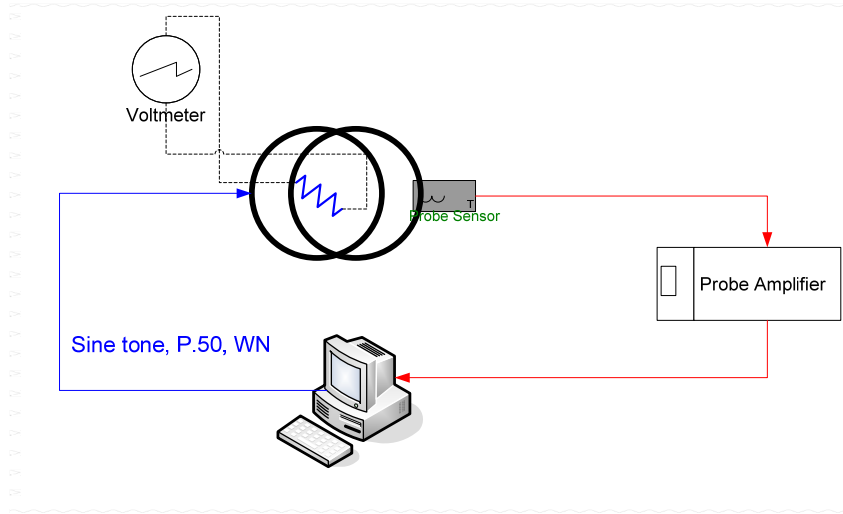 Voltmeter
T
Probe Sensor
Probe Amplifier
Sine tone, P.50, WN